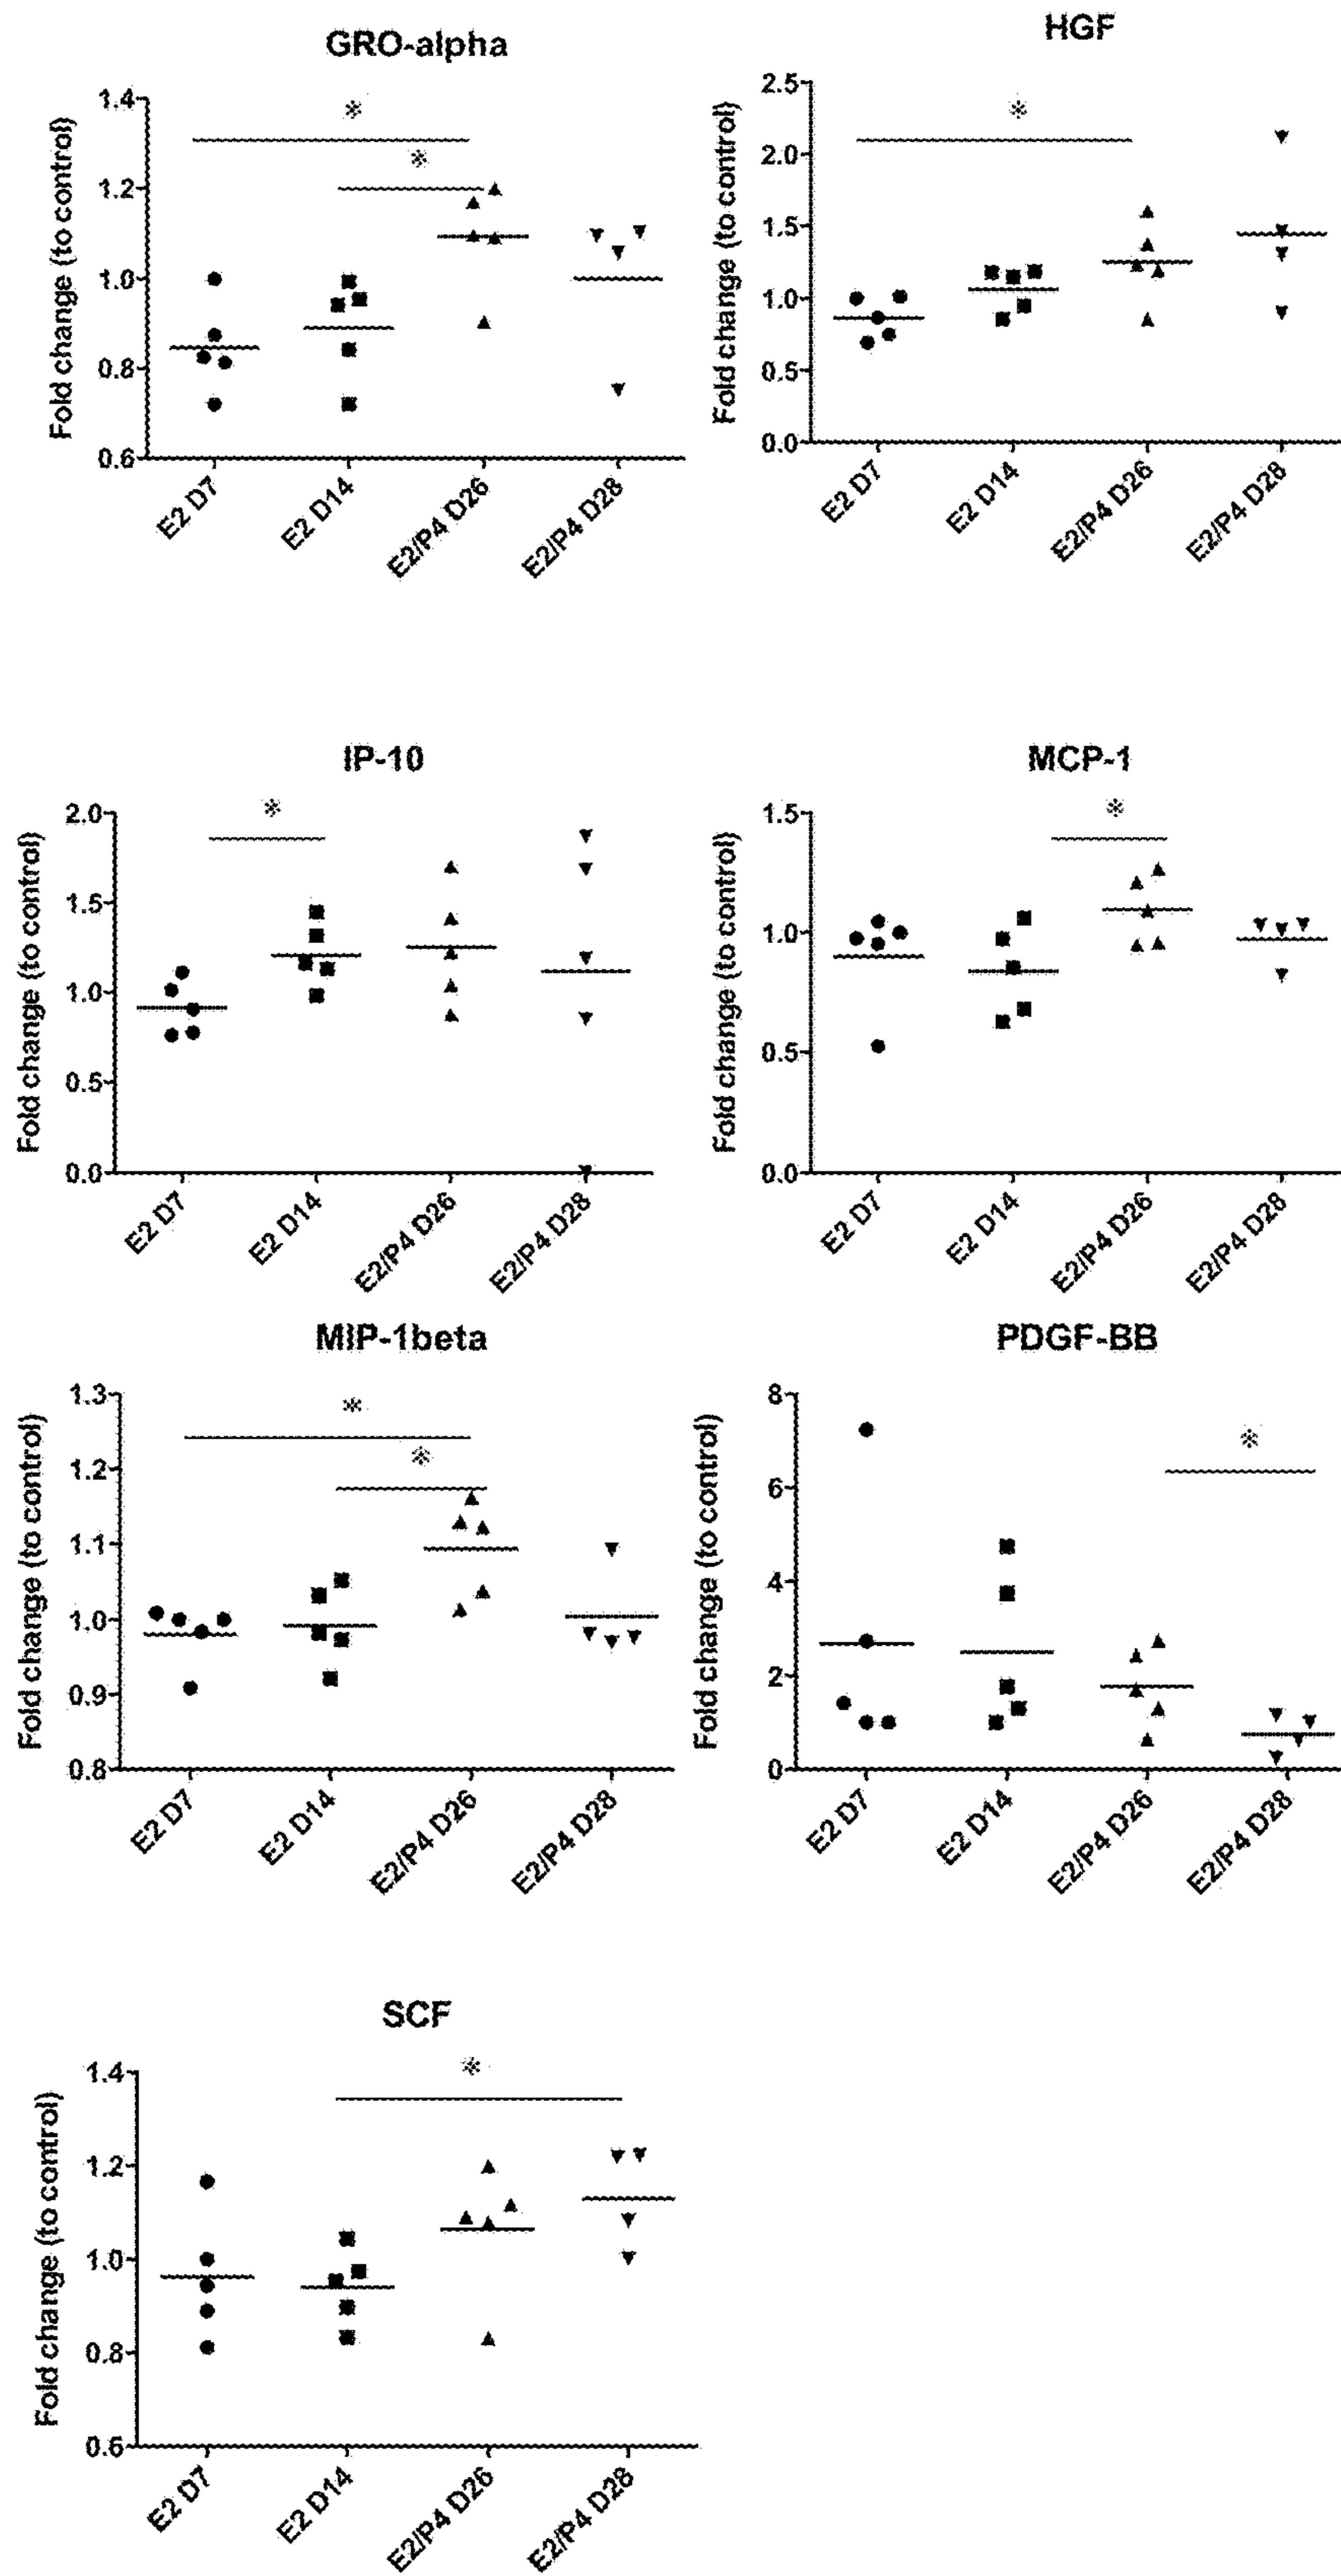 GRO-alpha
Fold change (to control)
1.4
*
*
1.2
1.0
0.8
0.6
E2 D7
E2 D14
E2/P4 D26
E2/P4 D28
HGF
Fold change (to control)
2.5
*
2.0
1.5
1.0
0.5
0.0
E2 D7
E2 D14
E2/P4 D26
E2/P4 D28
IP-10
Fold change (to control)
2.0
*
1.5
1.0
0.5
0.0
E2 D7
E2 D14
E2/P4 D26
E2/P4 D28
MCP-1
Fold change (to control)
1.5
*
1.0
0.5
0.0
E2 D7
E2 D14
E2/P4 D26
E2/P4 D28
MIP-1beta
Fold change (to control)
1.3
*
*
1.2
1.1
1.0
0.9
0.8
E2 D7
E2 D14
E2/P4 D26
E2/P4 D28
PDGF-BB
Fold change (to control)
8
*
6
4
2
0
E2 D7
E2 D14
E2/P4 D26
E2/P4 D28
SCF
Fold change (to control)
1.4
*
1.2
1.0
0.8
0.6
E2 D7
E2 D14
E2/P4 D26
E2/P4 D28